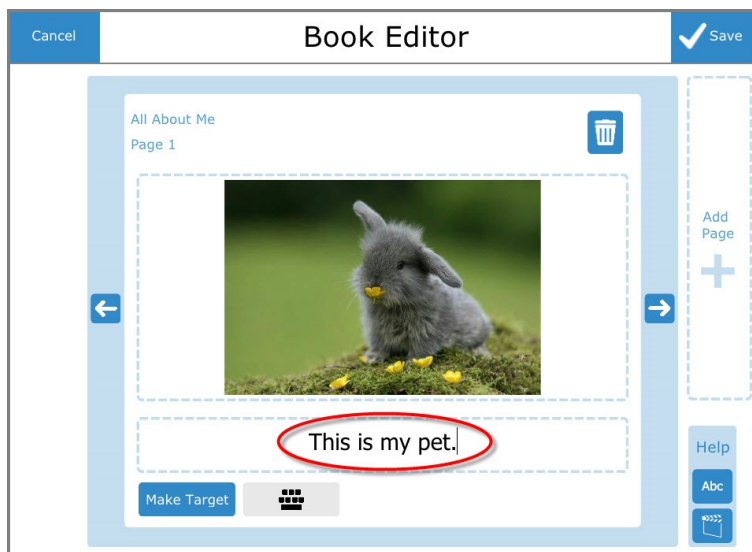 Cancel
Book Editor
Save
All About Me
Page 1
Add
Page
This is my pet.
Help
Make Target
Abc